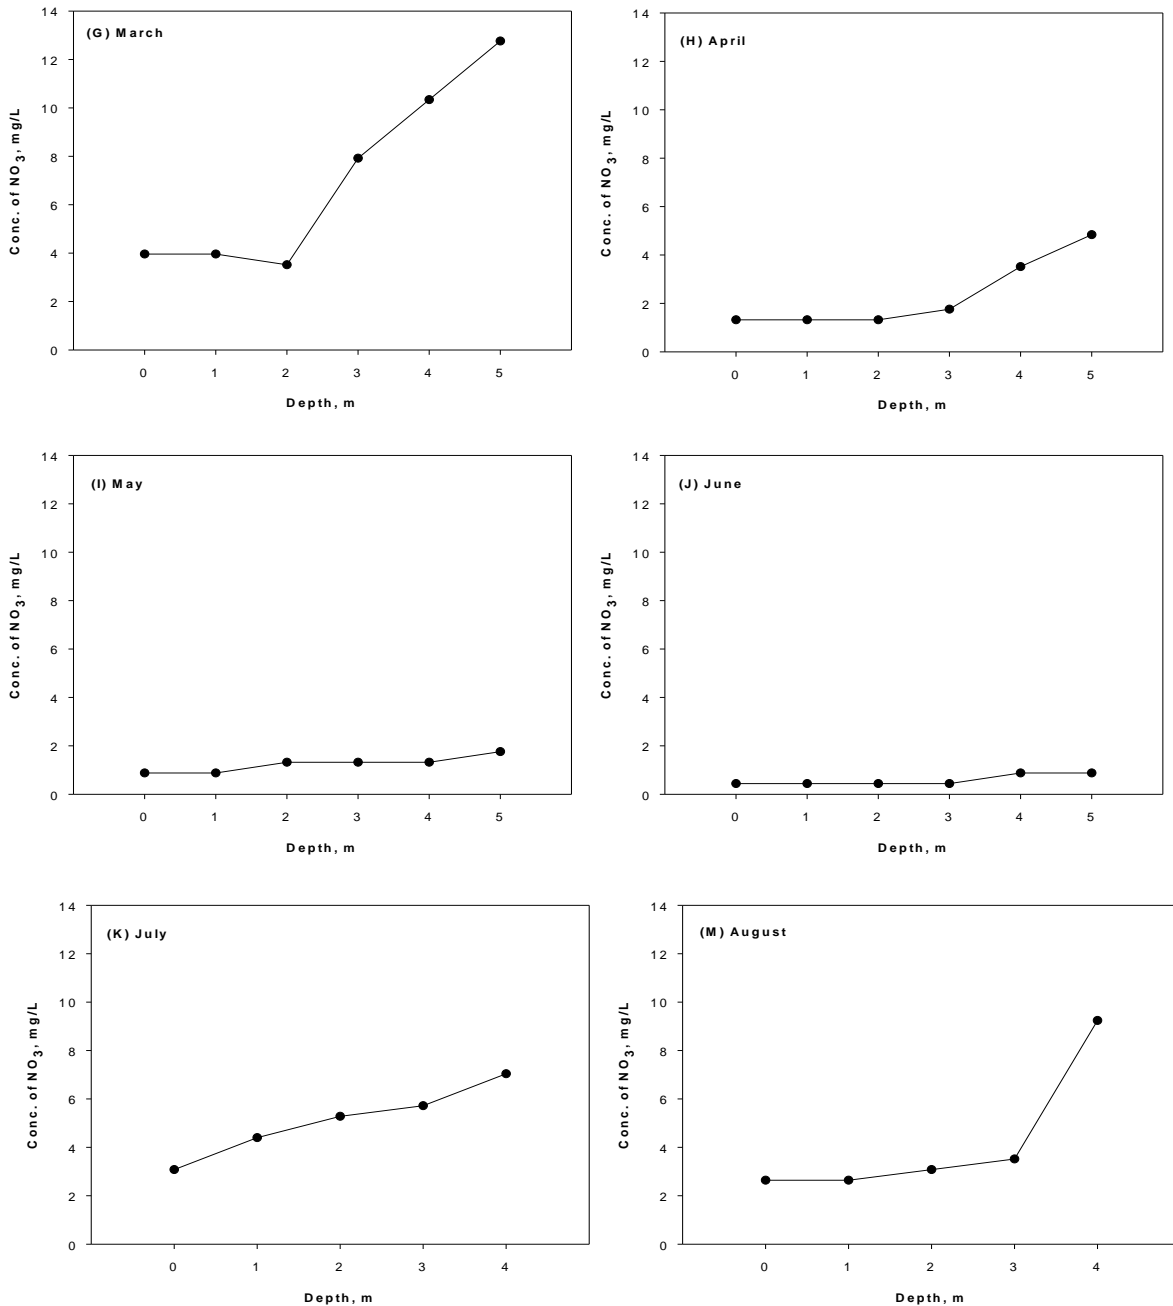 (G) March
14
12
10
8
6
4
2
0
Conc. of NO3, mg/L
0 1 2 3 4 5
Depth, m
(H) April
14
12
10
8
6
4
2
0
Conc. of NO3, mg/L
0 1 2 3 4 5
Depth, m
(I) May
14
12
10
8
6
4
2
0
Conc. of NO3, mg/L
0 1 2 3 4 5
Depth, m
(J) June
14
12
10
8
6
4
2
0
Conc. of NO3, mg/L
0 1 2 3 4 5
Depth, m
(K) July
14
12
10
8
6
4
2
0
Conc. of NO3, mg/L
0 1 2 3 4
Depth, m
(M) August
14
12
10
8
6
4
2
0
Conc. of NO3, mg/L
0 1 2 3 4
Depth, m